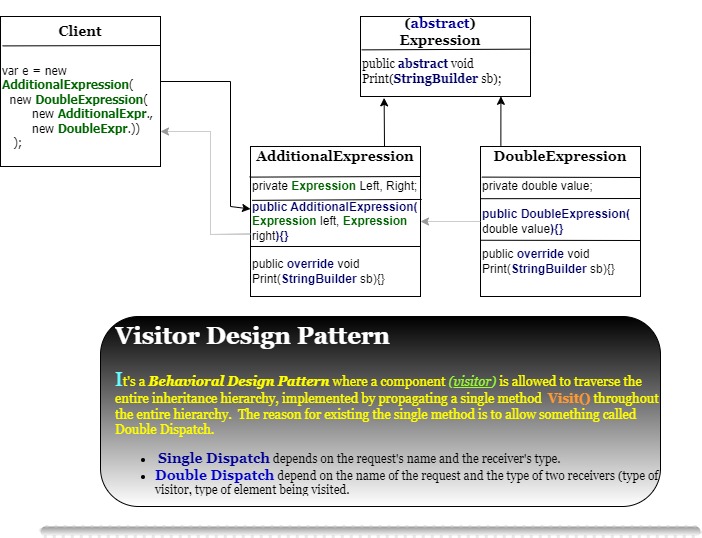 Client
var e = new
AdditionalExpression(
new DoubleExpression(
new AdditionalExpr.,
new DoubleExpr.))
);
(abstract)
Expression
public abstract void
Print(StringBuilder sb);
AdditionalExpression
private Expression Left, Right;
public AdditionalExpression(
Expression left, Expression
right){}
public override void
Print(StringBuilder sb){}
DoubleExpression
private double value;
public DoubleExpression(
double value){}
public override void
Print(StringBuilder sb){}
Visitor Design Pattern
It's a Behavioral Design Pattern where a component (visitor) is allowed to traverse the
entire inheritance hierarchy, implemented by propagating a single method Visit() throughout
the entire hierarchy. The reason for existing the single method is to allow something called
Double Dispatch.
• Single Dispatch depends on the request's name and the receiver's type.
• Double Dispatch depend on the name of the request and the type of two receivers (type of
visitor, type of element being visited.